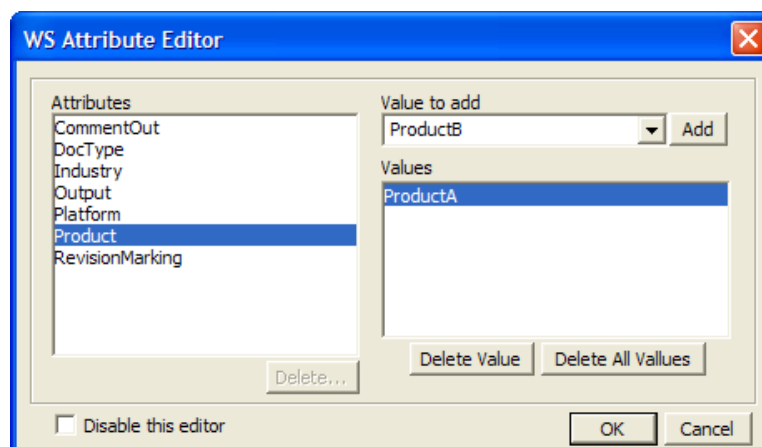 WS Attribute Editor
Attributes
CommentOut
DocType
Industry
Output
Platform
Product
RevisionMarking
Delete...
Value to add
ProductB
Add
Values
ProductA
Delete Value
Delete All Vallues
Disable this editor
OK
Cancel